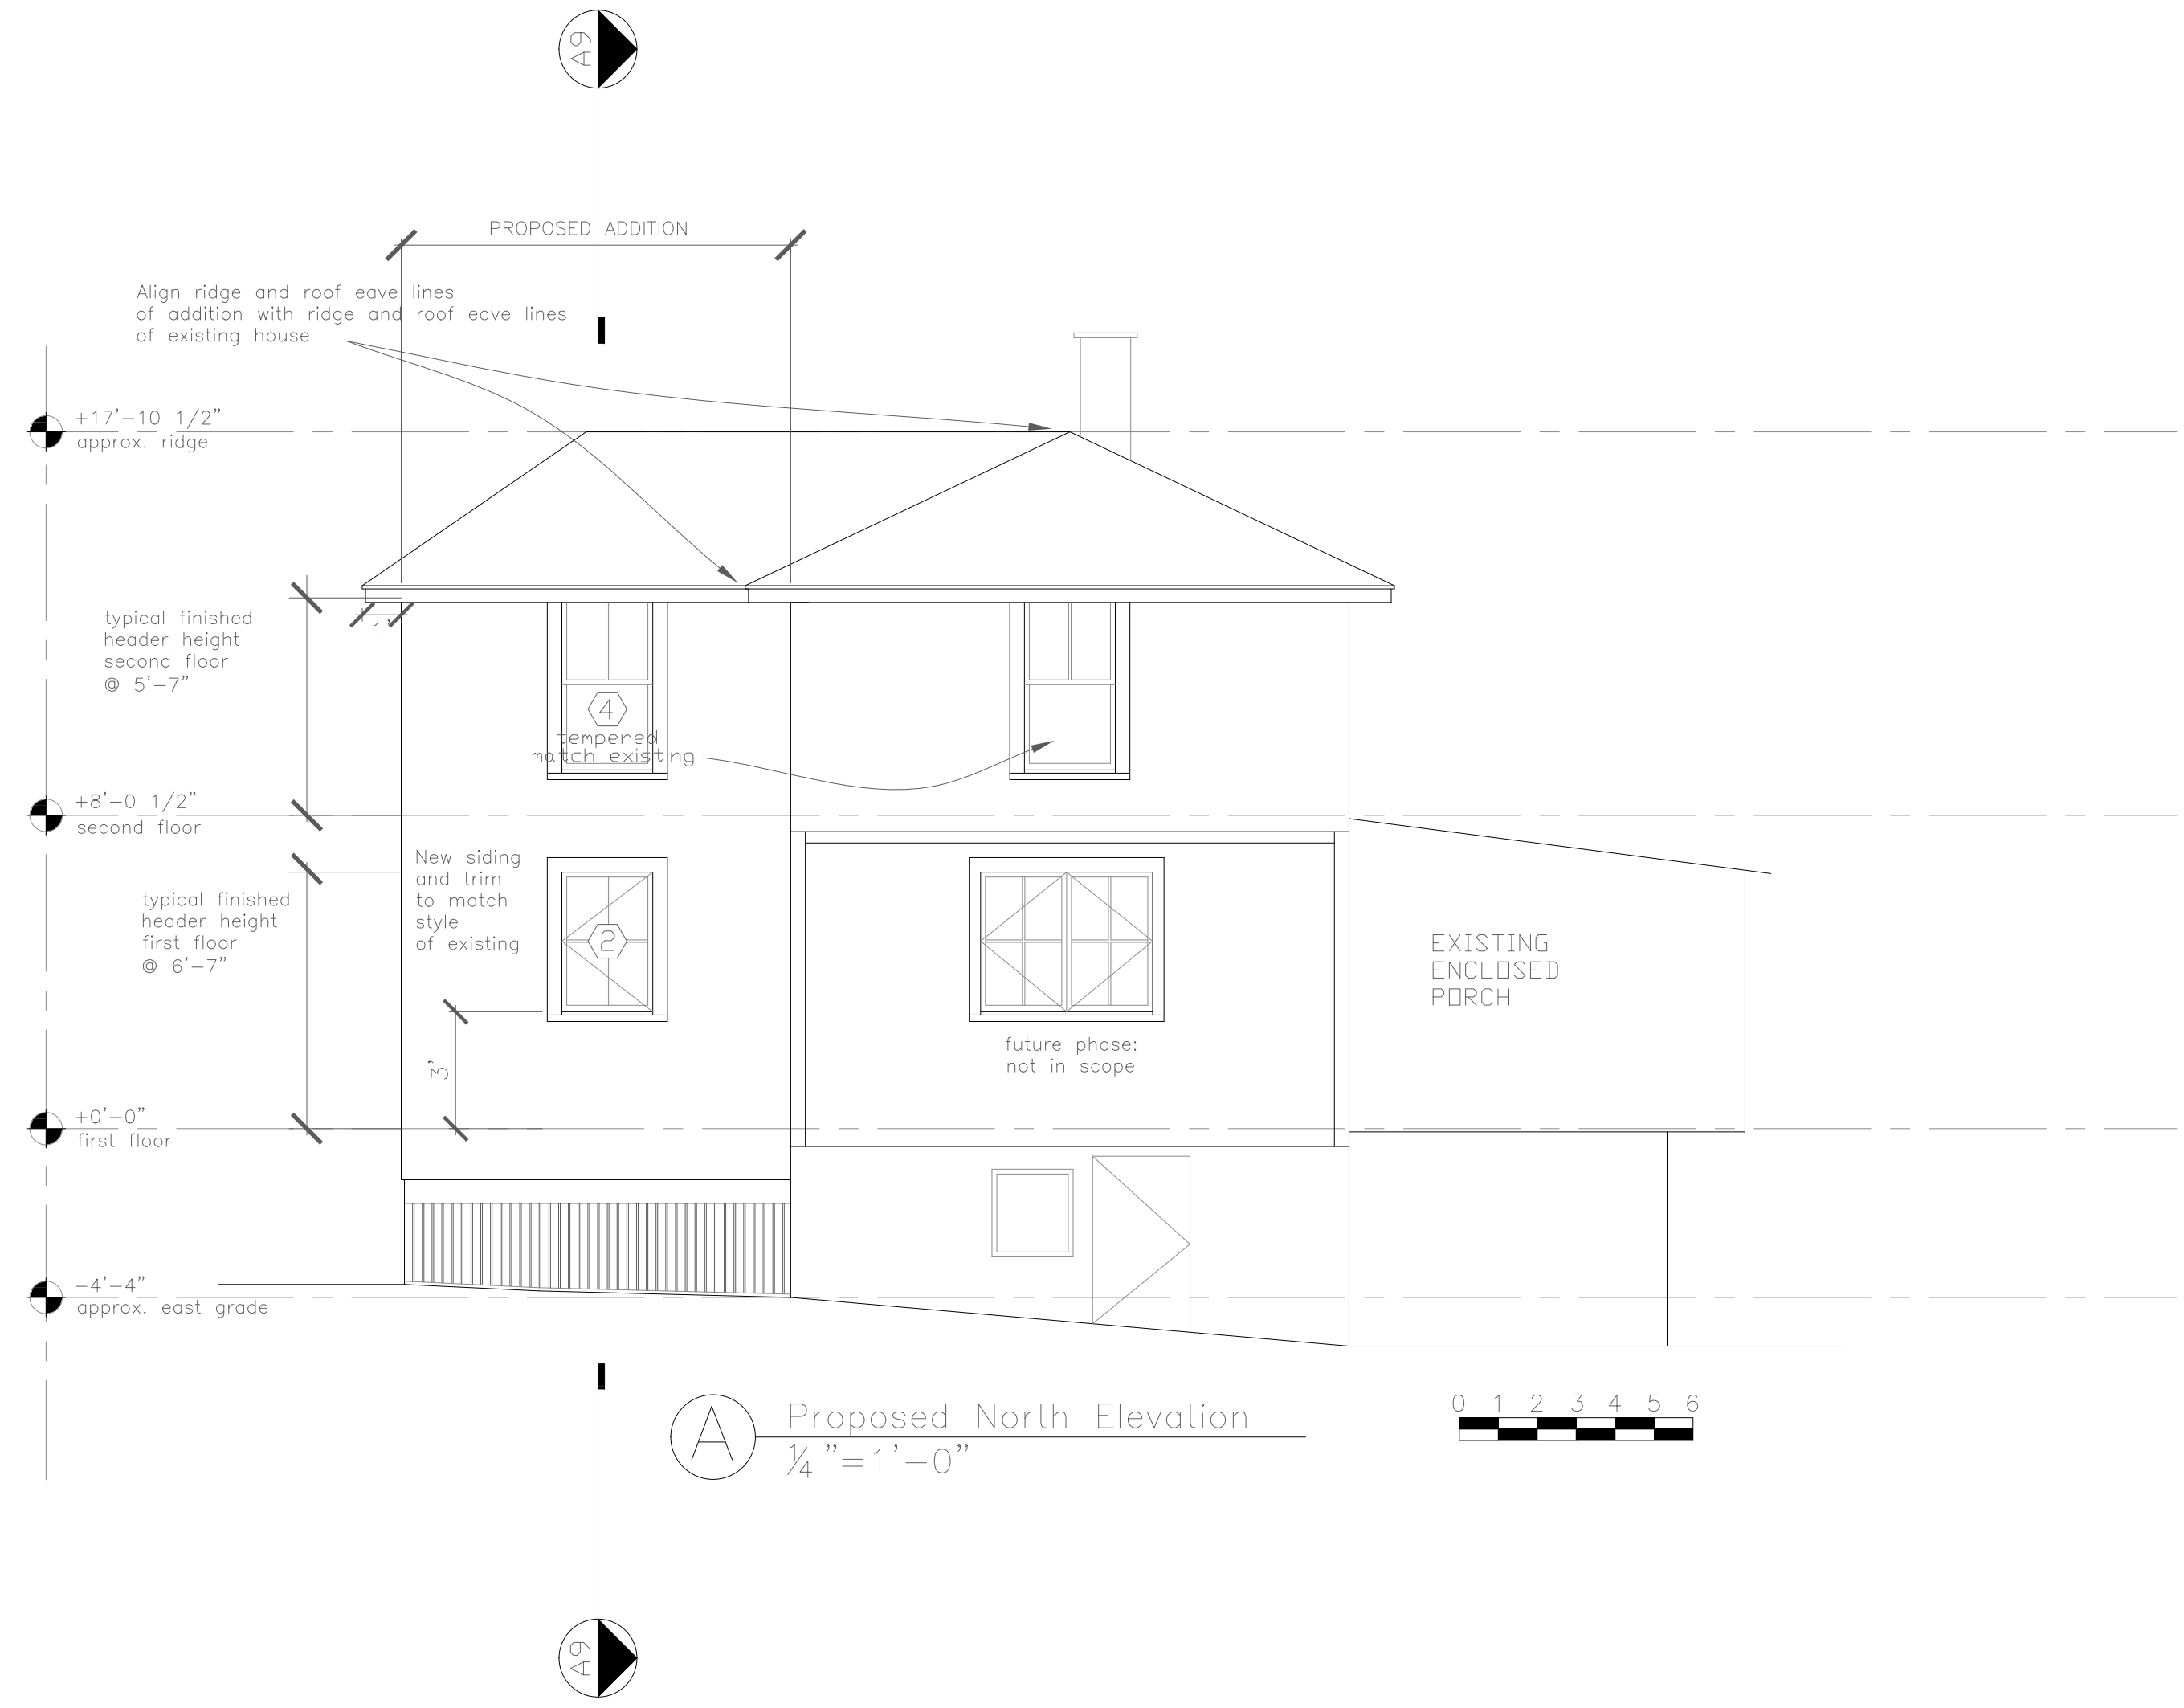 A9
PROPOSED ADDITION
Align ridge and roof eave lines
of addition with ridge and roof eave lines
of existing house
+17'-10 1/2"
approx. ridge
typical finished
header height
second floor
@ 5'-7"
1'
4
tempered
match existing
+8'-0 1/2"
second floor
New siding
and trim
to match
style
of existing
typical finished
header height
first floor
@ 6'-7"
2
EXISTING
ENCLOSED
PORCH
future phase:
not in scope
3'
+0'-0"
first floor
-4'-4"
approx. east grade
A
Proposed North Elevation
1/4"=1'-0"
0 1 2 3 4 5 6
A9